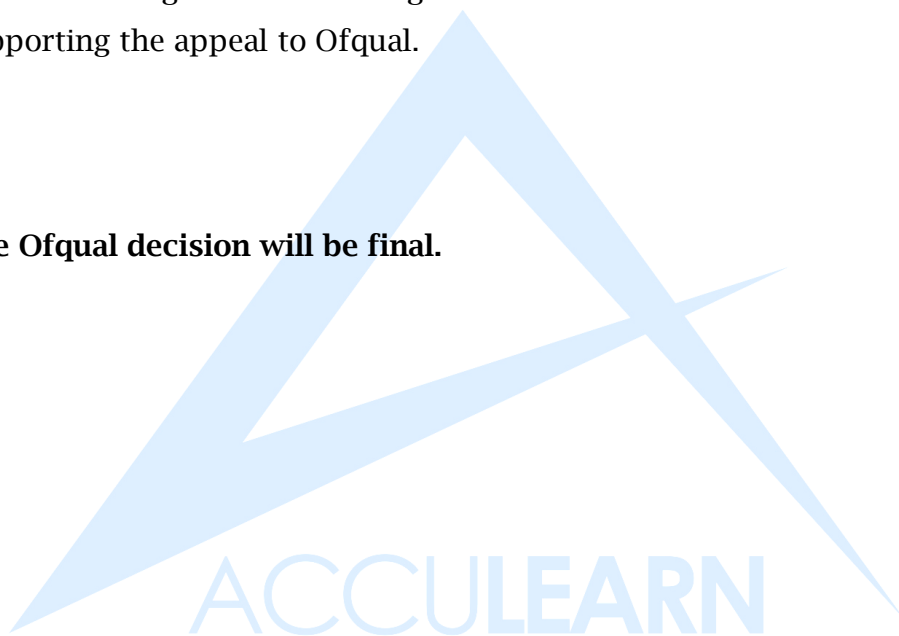 pporting the appeal to Ofqual.
e Ofqual decision will be final.
ACCULEARN